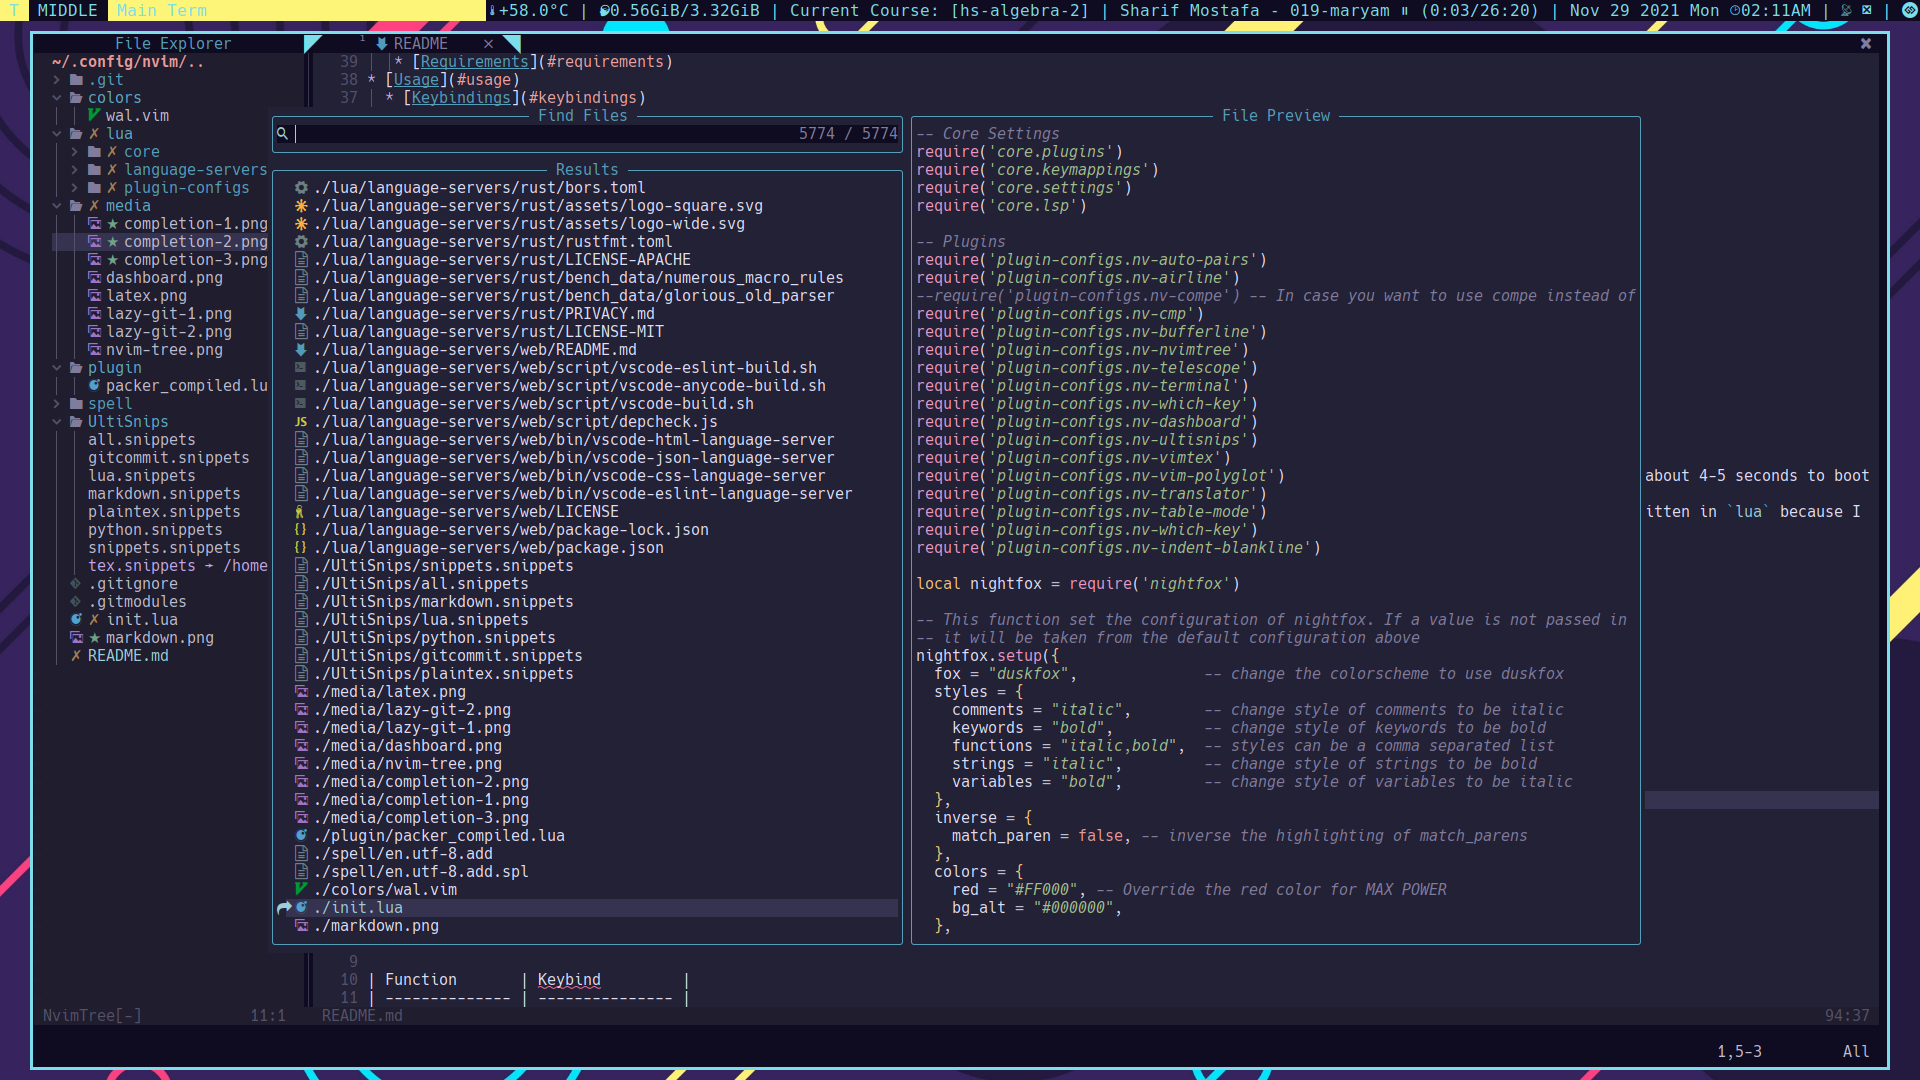 T MIDDLE Main Term +58.0°C | 0.56GiB/3.32GiB | Current Course: [hs-algebra-2] | Sharif Mostafa - 019-maryam (0:03/26:20) | Nov 29 2021 Mon 02:11AM | |
File Explorer
~/.config/nvim/..
.git
colors
wal.vim
✗ lua
✗ core
✗ language-servers
✗ plugin-configs
✗ media
★ completion-1.png
★ completion-2.png
★ completion-3.png
dashboard.png
latex.png
lazy-git-1.png
lazy-git-2.png
nvim-tree.png
plugin
packer_compiled.lu
spell
UltiSnips
all.snippets
gitcommit.snippets
lua.snippets
markdown.snippets
plaintex.snippets
python.snippets
snippets.snippets
tex.snippets → /home
.gitignore
.gitmodules
✗ init.lua
★ markdown.png
✗ README.md
1 README ×
39 | * [Requirements](#requirements)
38 * [Usage](#usage)
37 | * [Keybindings](#keybindings)
Find Files
5774 / 5774
Results
./lua/language-servers/rust/bors.toml
./lua/language-servers/rust/assets/logo-square.svg
./lua/language-servers/rust/assets/logo-wide.svg
./lua/language-servers/rust/rustfmt.toml
./lua/language-servers/rust/LICENSE-APACHE
./lua/language-servers/rust/bench_data/numerous_macro_rules
./lua/language-servers/rust/bench_data/glorious_old_parser
./lua/language-servers/rust/PRIVACY.md
./lua/language-servers/rust/LICENSE-MIT
./lua/language-servers/web/README.md
./lua/language-servers/web/script/vscode-eslint-build.sh
./lua/language-servers/web/script/vscode-anycode-build.sh
./lua/language-servers/web/script/vscode-build.sh
JS ./lua/language-servers/web/script/depcheck.js
./lua/language-servers/web/bin/vscode-html-language-server
./lua/language-servers/web/bin/vscode-json-language-server
./lua/language-servers/web/bin/vscode-css-language-server
./lua/language-servers/web/bin/vscode-eslint-language-server
./lua/language-servers/web/LICENSE
{} ./lua/language-servers/web/package-lock.json
{} ./lua/language-servers/web/package.json
./UltiSnips/snippets.snippets
./UltiSnips/all.snippets
./UltiSnips/markdown.snippets
./UltiSnips/lua.snippets
./UltiSnips/python.snippets
./UltiSnips/gitcommit.snippets
./UltiSnips/plaintex.snippets
./media/latex.png
./media/lazy-git-2.png
./media/lazy-git-1.png
./media/dashboard.png
./media/nvim-tree.png
./media/completion-2.png
./media/completion-1.png
./media/completion-3.png
./plugin/packer_compiled.lua
./spell/en.utf-8.add
./spell/en.utf-8.add.spl
./colors/wal.vim
./init.lua
./markdown.png
File Preview
-- Core Settings
require('core.plugins')
require('core.keymappings')
require('core.settings')
require('core.lsp')
-- Plugins
require('plugin-configs.nv-auto-pairs')
require('plugin-configs.nv-airline')
--require('plugin-configs.nv-compe') -- In case you want to use compe instead of
require('plugin-configs.nv-cmp')
require('plugin-configs.nv-bufferline')
require('plugin-configs.nv-nvimtree')
require('plugin-configs.nv-telescope')
require('plugin-configs.nv-terminal')
require('plugin-configs.nv-which-key')
require('plugin-configs.nv-dashboard')
require('plugin-configs.nv-ultisnips')
require('plugin-configs.nv-vimtex')
require('plugin-configs.nv-vim-polyglot')
require('plugin-configs.nv-translator')
require('plugin-configs.nv-table-mode')
require('plugin-configs.nv-which-key')
require('plugin-configs.nv-indent-blankline')
local nightfox = require('nightfox')
-- This function set the configuration of nightfox. If a value is not passed in
-- it will be taken from the default configuration above
nightfox.setup({
fox = "duskfox", -- change the colorscheme to use duskfox
styles = {
comments = "italic", -- change style of comments to be italic
keywords = "bold", -- change style of keywords to be bold
functions = "italic,bold", -- styles can be a comma separated list
strings = "italic", -- change style of strings to be bold
variables = "bold", -- change style of variables to be italic
},
inverse = {
match_paren = false, -- inverse the highlighting of match_parens
},
colors = {
red = "#FF000", -- Override the red color for MAX POWER
bg_alt = "#000000",
},
about 4-5 seconds to boot
itten in `lua` because I
9
10 | Function | Keybind |
11 | -------------- | --------------- |
NvimTree[-] 11:1 README.md 94:37
1,5-3 All